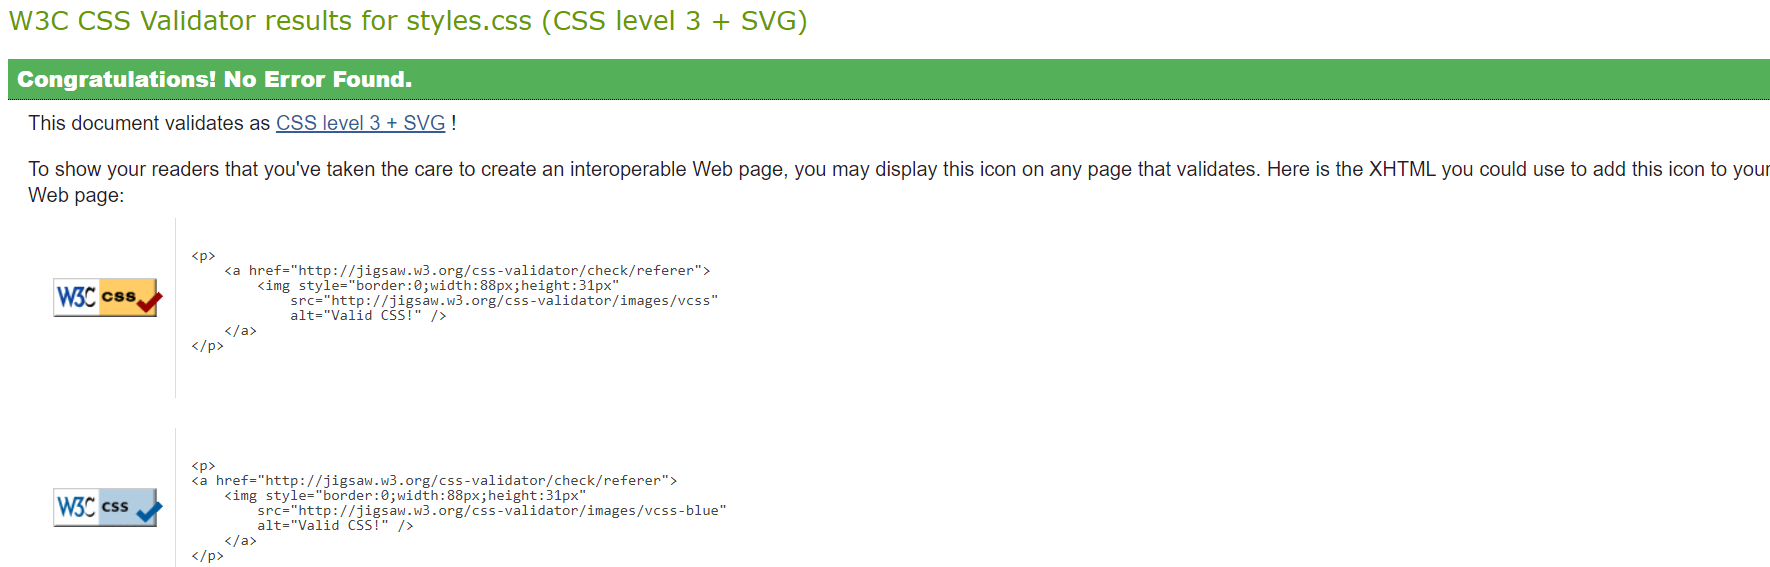 W3C CSS Validator results for styles.css (CSS level 3 + SVG)
Congratulations! No Error Found.
This document validates as CSS level 3 + SVG !
To show your readers that you've taken the care to create an interoperable Web page, you may display this icon on any page that validates. Here is the XHTML you could use to add this icon to your
Web page:
<p>
<a href="http://jigsaw.w3.org/css-validator/check/referer">
<img style="border:0;width:88px;height:31px"
W3C css
src="http://jigsaw.w3.org/css-validator/images/vcss"
alt="Valid CSS!" />
</a>
</p>
<p>
<a href="http://jigsaw.w3.org/css-validator/check/referer">
<img style="border:0;width:88px;height:31px"
W3C css
src="http://jigsaw.w3.org/css-validator/images/vcss-blue"
alt="Valid CSS!" />
</a>
</p>